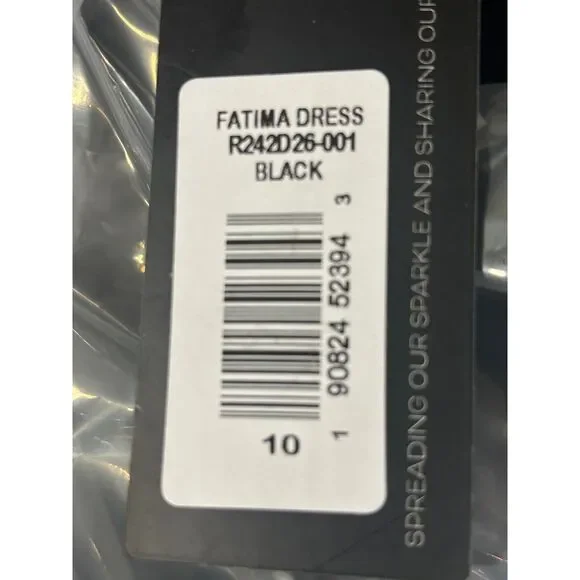 FATIMA DRESS
R242D26-001
BLACK
1 90824 52394 3
10
SPREADING OUR SPARKLE AND SHARING OUR